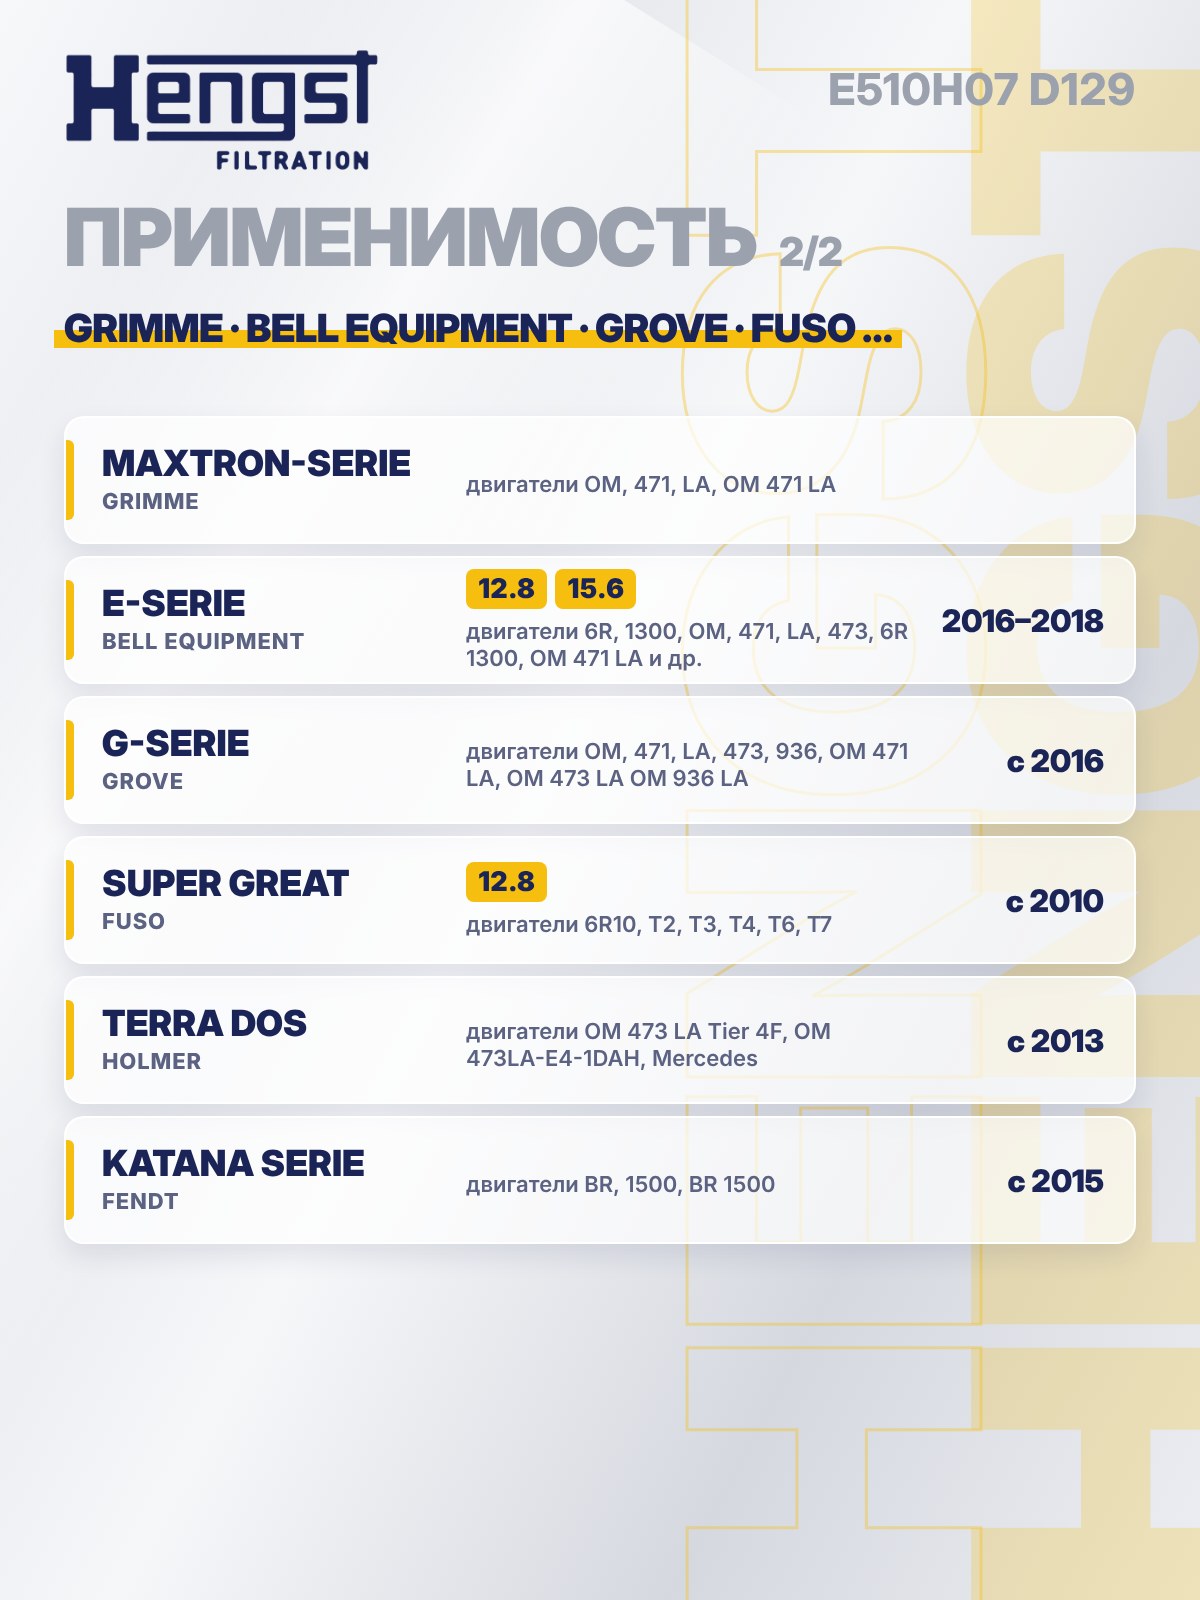 Hengst
FILTRATION
E510H07 D129
ПРИМЕНИМОСТЬ 2/2
GRIMME · BELL EQUIPMENT · GROVE · FUSO ...
MAXTRON-SERIE
GRIMME
двигатели OM, 471, LA, OM 471 LA
E-SERIE
BELL EQUIPMENT
12.8 15.6
двигатели 6R, 1300, OM, 471, LA, 473, 6R
1300, OM 471 LA и др.
2016–2018
G-SERIE
GROVE
двигатели OM, 471, LA, 473, 936, OM 471
LA, OM 473 LA OM 936 LA
с 2016
SUPER GREAT
FUSO
12.8
двигатели 6R10, T2, T3, T4, T6, T7
с 2010
TERRA DOS
HOLMER
двигатели OM 473 LA Tier 4F, OM
473LA-E4-1DAH, Mercedes
с 2013
KATANA SERIE
FENDT
двигатели BR, 1500, BR 1500
с 2015
HENGST
HENGST